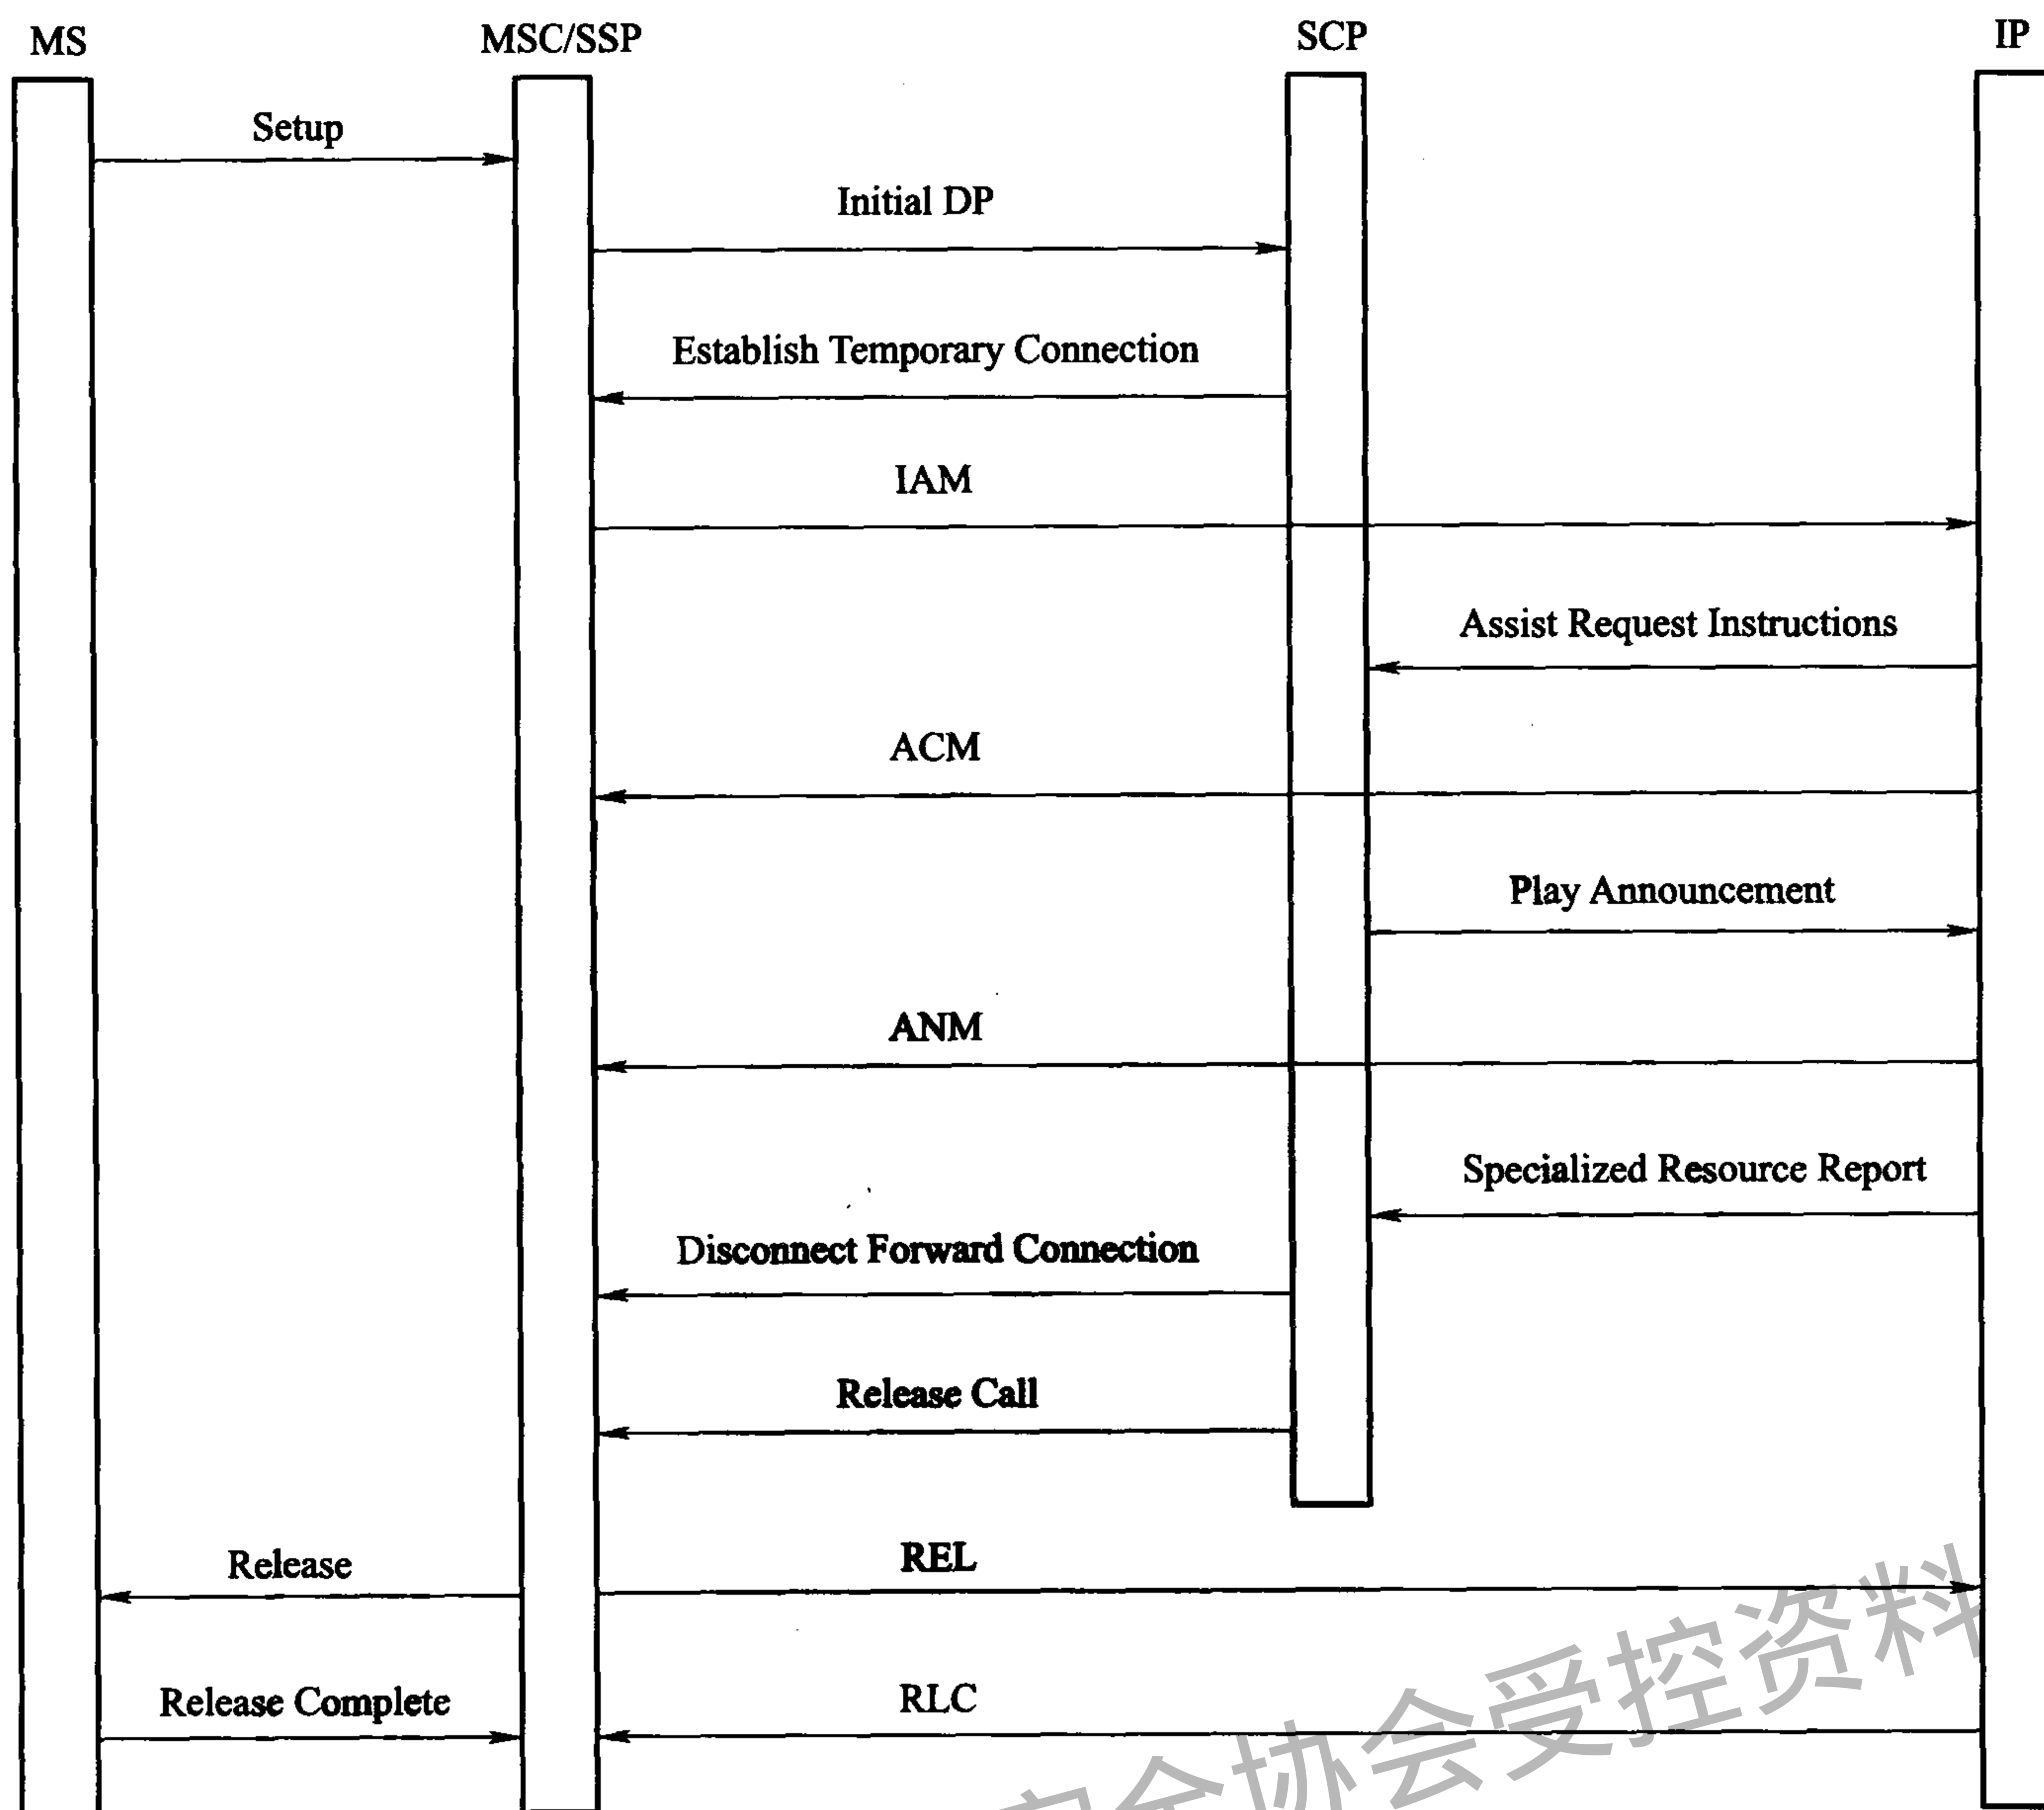 MS MSC/SSP SCP IP
Setup
Initial DP
Establish Temporary Connection
IAM
Assist Request Instructions
ACM
Play Announcement
ANM
Specialized Resource Report
Disconnect Forward Connection
Release Call
Release REL
Release Complete RLC
协会受控资料